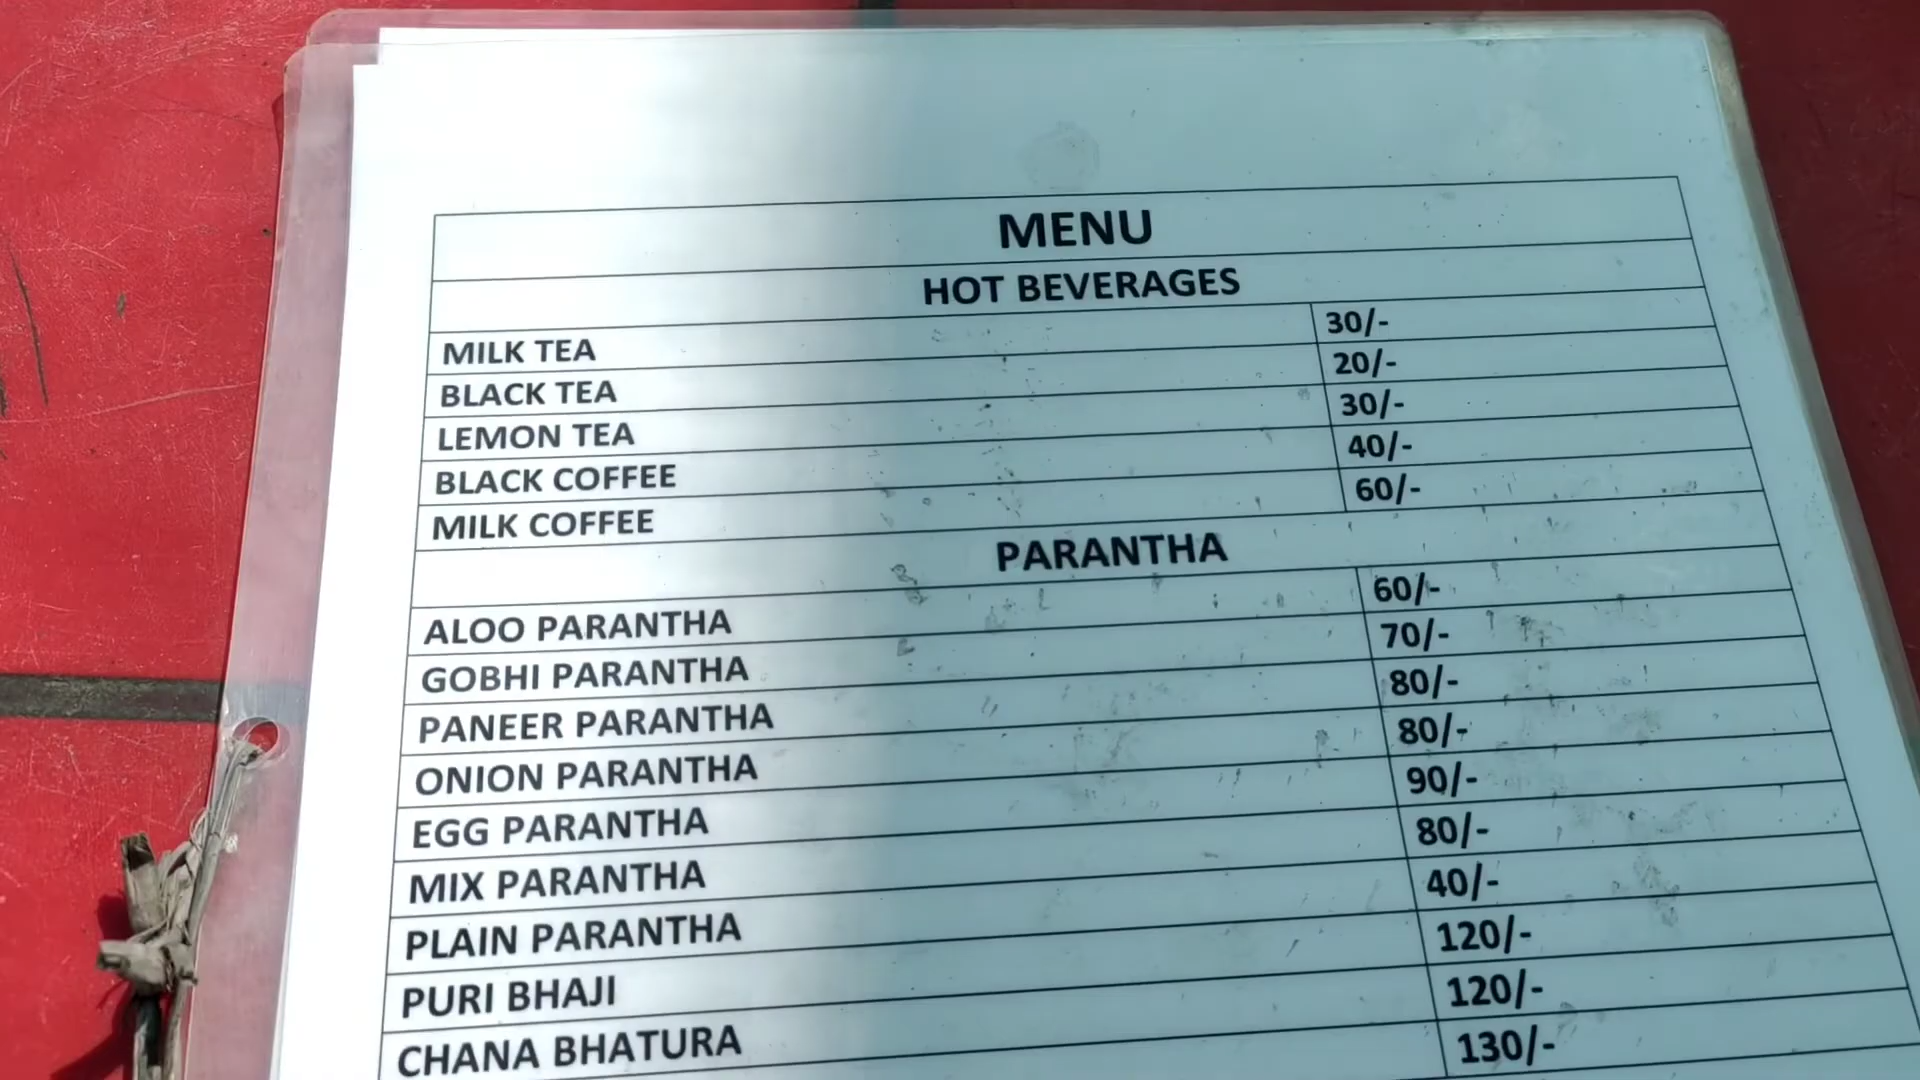 MENU
HOT BEVERAGES
MILK TEA 30/-
BLACK TEA 20/-
LEMON TEA 30/-
BLACK COFFEE 40/-
MILK COFFEE 60/-
PARANTHA
ALOO PARANTHA 60/-
GOBHI PARANTHA 70/-
PANEER PARANTHA 80/-
ONION PARANTHA 80/-
EGG PARANTHA 90/-
MIX PARANTHA 80/-
PLAIN PARANTHA 40/-
PURI BHAJI 120/-
CHANA BHATURA 120/-
130/-